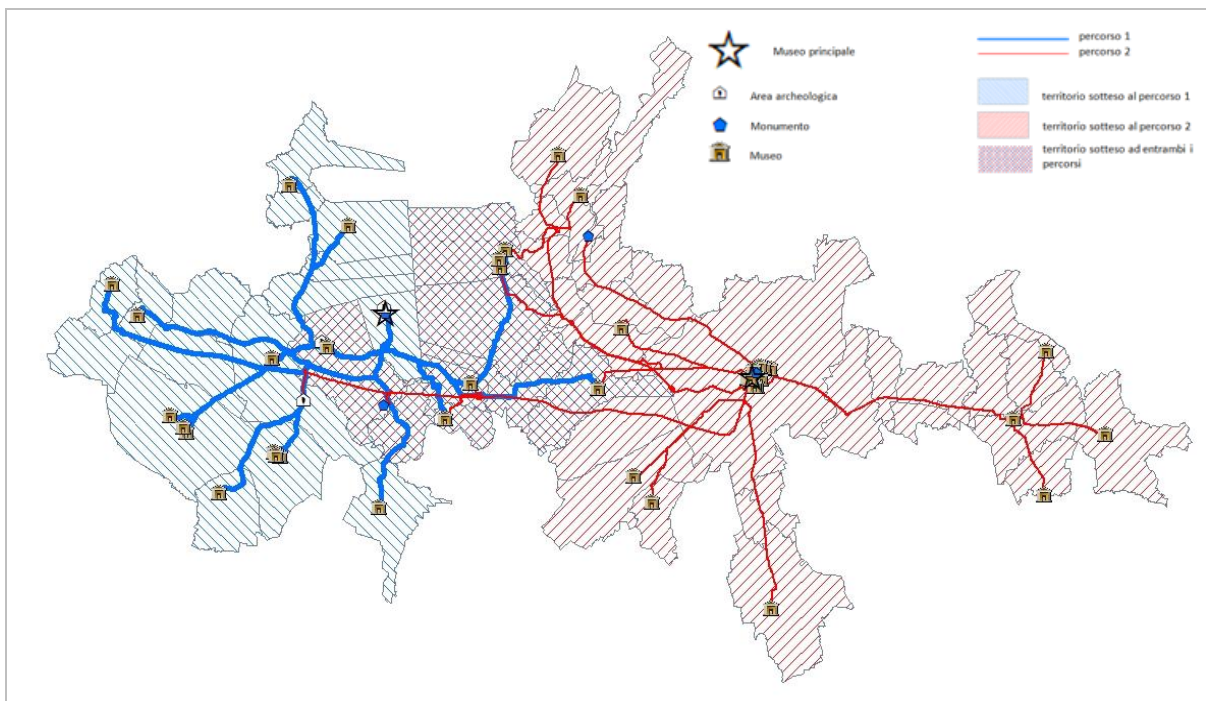 Museo principale
Area archeologica
Monumento
Museo
percorso 1
percorso 2
territorio sotteso al percorso 1
territorio sotteso al percorso 2
territorio sotteso ad entrambi i
percorsi